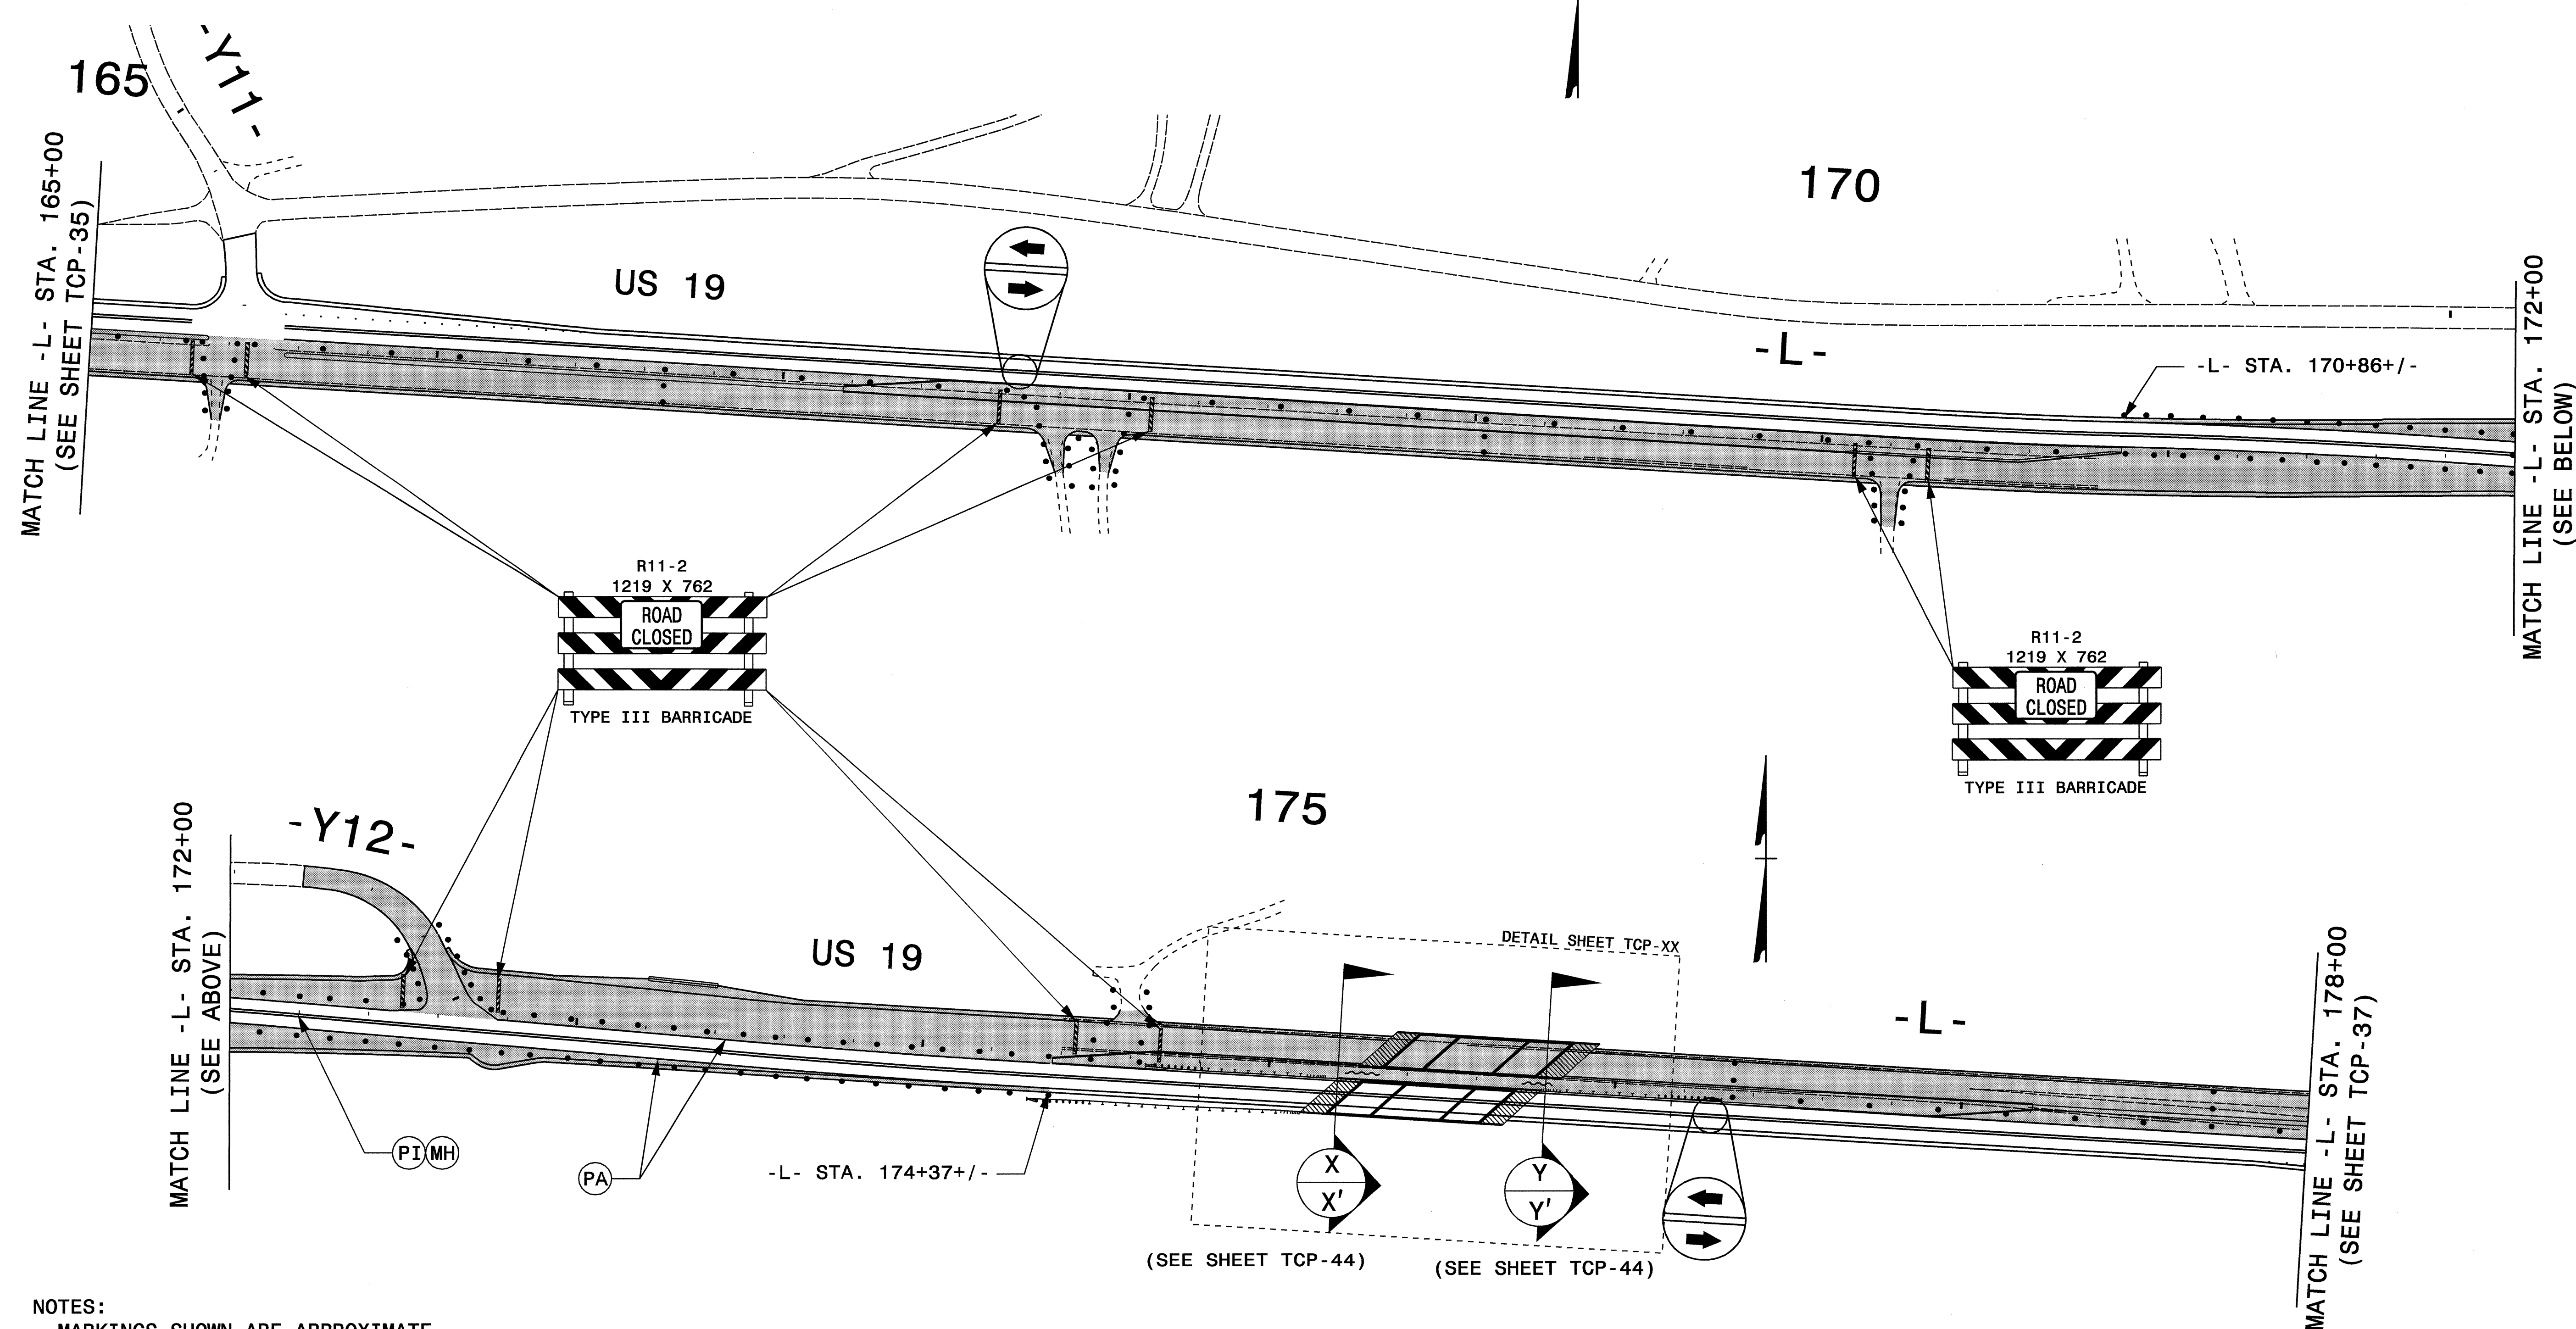 165
-Y11-
MATCH LINE -L- STA. 165+00
(SEE SHEET TCP-35)
US 19
170
-L-
-L- STA. 170+86+/-
MATCH LINE -L- STA. 172+00
(SEE BELOW)
R11-2
1219 X 762
ROAD
CLOSED
TYPE III BARRICADE
R11-2
1219 X 762
ROAD
CLOSED
TYPE III BARRICADE
MATCH LINE -L- STA. 172+00
(SEE ABOVE)
-Y12-
175
US 19
DETAIL SHEET TCP-XX
-L-
PI MH
PA
-L- STA. 174+37+/-
X
X'
Y
Y'
(SEE SHEET TCP-44)
(SEE SHEET TCP-44)
MATCH LINE -L- STA. 178+00
(SEE SHEET TCP-37)
NOTES:
MARKINGS SHOWN ARE APPROXIMATE